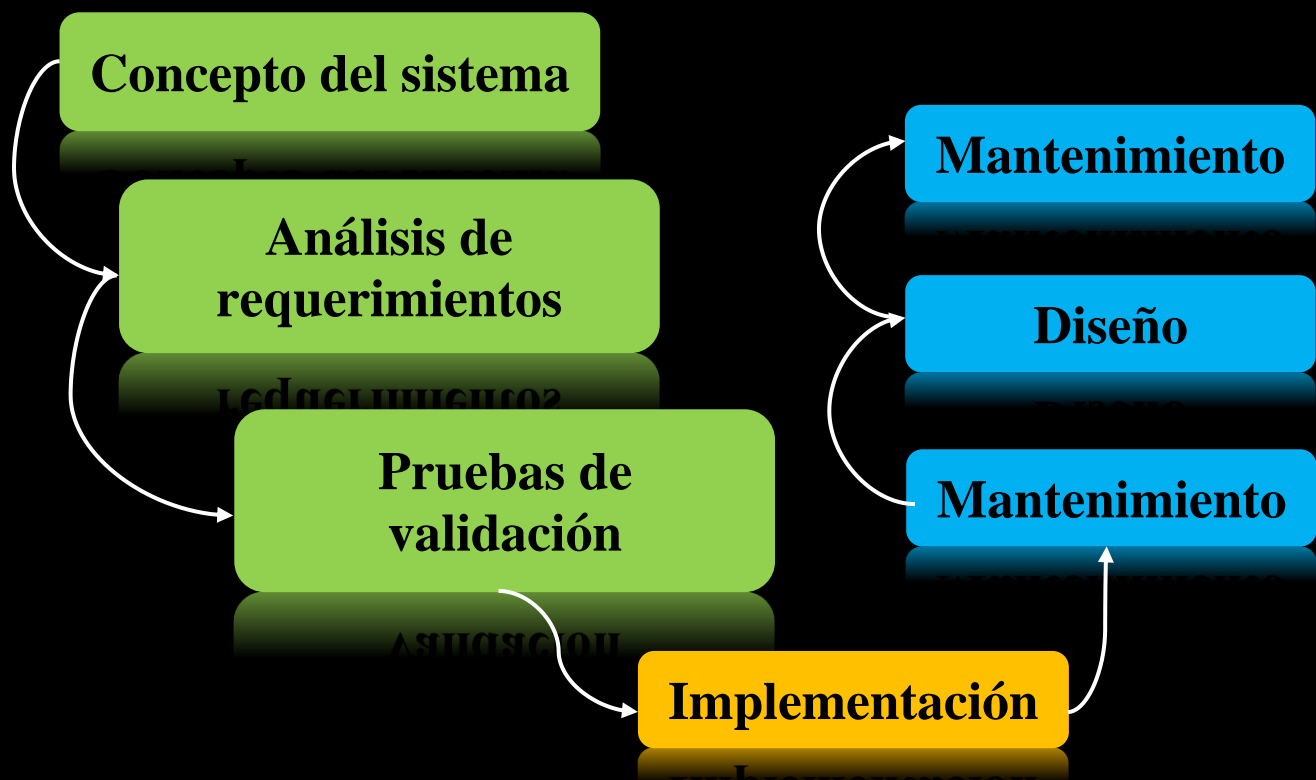 Concepto del sistema
Análisis de
requerimientos
Pruebas de
validación
Implementación
Mantenimiento
Diseño
Mantenimiento